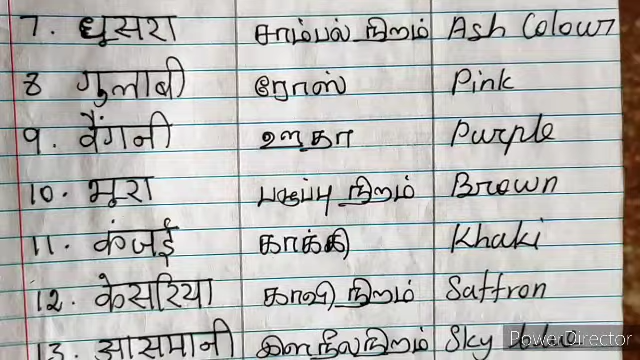 7. धूसरा சாம்பல் நிறம் Ash Colour
8 गुलाबी ரோஸ் Pink
9. वैंगनी ஊதா Purple
10. भूरा பழுப்பு நிறம் Brown
11. कंजई காக்கி Khaki
12. केसरिया காவி நிறம் Saffron
13. आसमानी இளநீலநிறம் Sky
PowerDirector